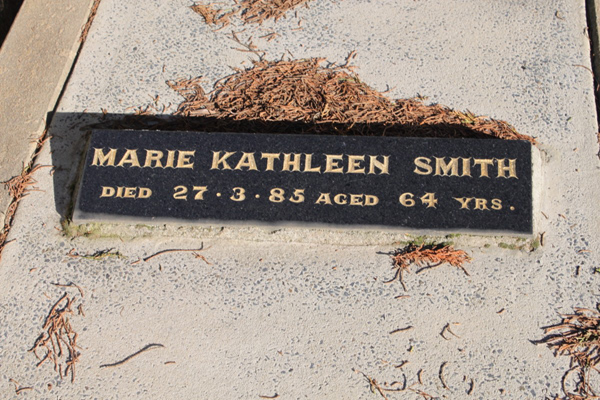 MARIE KATHLEEN SMITH
DIED 27·3·85 AGED 64 YRS.